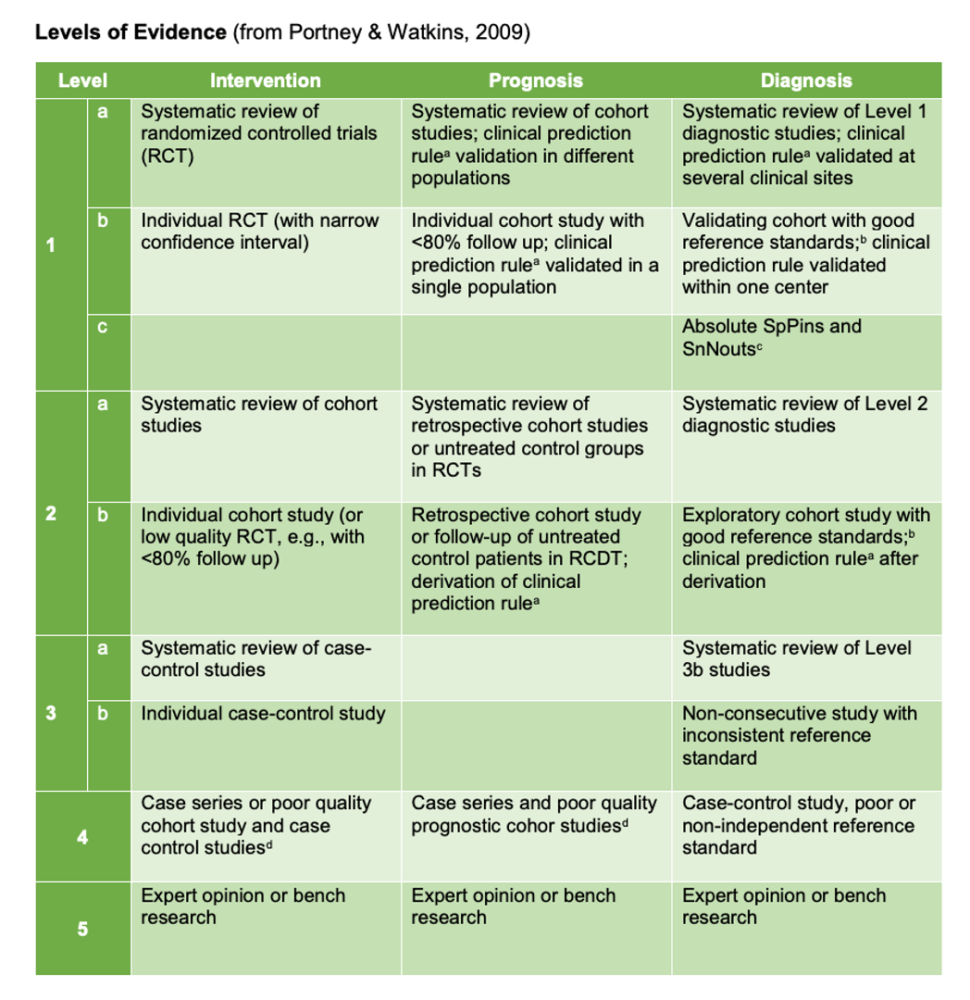 Levels of Evidence (from Portney & Watkins, 2009)
Level Intervention Prognosis Diagnosis
1
a
Systematic review of
randomized controlled trials
(RCT)
Systematic review of cohort
studies; clinical prediction
ruleᵃ validation in different
populations
Systematic review of Level 1
diagnostic studies; clinical
prediction ruleᵃ validated at
several clinical sites
b
Individual RCT (with narrow
confidence interval)
Individual cohort study with
<80% follow up; clinical
prediction ruleᵃ validated in a
single population
Validating cohort with good
reference standards;ᵇ clinical
prediction rule validated
within one center
c
Absolute SpPins and
SnNoutsᶜ
2
a
Systematic review of cohort
studies
Systematic review of
retrospective cohort studies
or untreated control groups
in RCTs
Systematic review of Level 2
diagnostic studies
b
Individual cohort study (or
low quality RCT, e.g., with
<80% follow up)
Retrospective cohort study
or follow-up of untreated
control patients in RCDT;
derivation of clinical
prediction ruleᵃ
Exploratory cohort study with
good reference standards;ᵇ
clinical prediction ruleᵃ after
derivation
3
a
Systematic review of case-
control studies
Systematic review of Level
3b studies
b
Individual case-control study
Non-consecutive study with
inconsistent reference
standard
4
Case series or poor quality
cohort study and case
control studiesᵈ
Case series and poor quality
prognostic cohor studiesᵈ
Case-control study, poor or
non-independent reference
standard
5
Expert opinion or bench
research
Expert opinion or bench
research
Expert opinion or bench
research